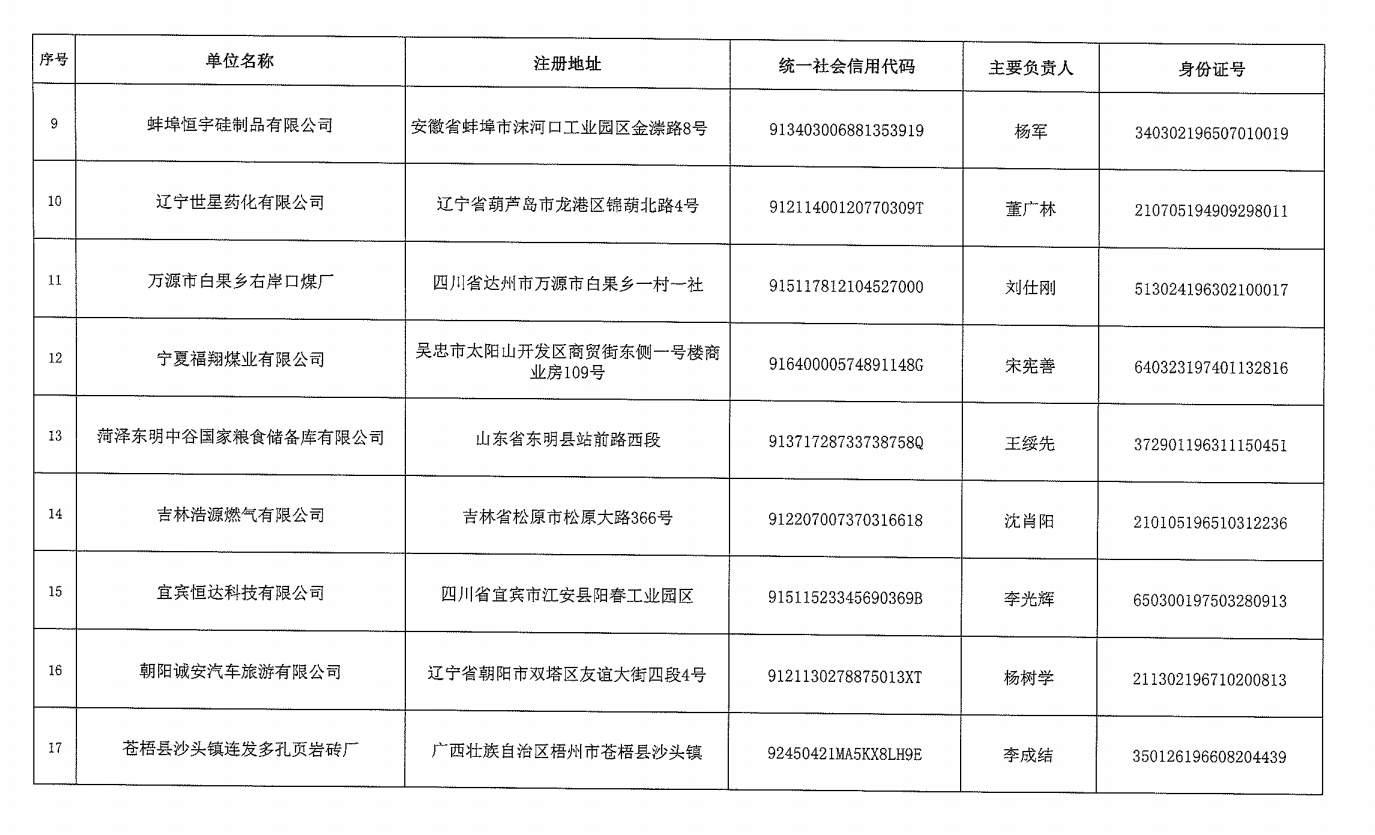 序号 单位名称 注册地址 统一社会信用代码 主要负责人 身份证号
9 蚌埠恒宇硅制品有限公司 安徽省蚌埠市沫河口工业园区金漴路8号 913403006881353919 杨军 340302196507010019
10 辽宁世星药化有限公司 辽宁省葫芦岛市龙港区锦葫北路4号 91211400120770309T 董广林 210705194909298011
11 万源市白果乡右岸口煤厂 四川省达州市万源市白果乡一村一社 915117812104527000 刘仕刚 513024196302100017
12 宁夏福翔煤业有限公司 吴忠市太阳山开发区商贸街东侧一号楼商
业房109号 91640000574891148G 宋宪善 640323197401132816
13 菏泽东明中谷国家粮食储备库有限公司 山东省东明县站前路西段 91371728733738758Q 王绥先 372901196311150451
14 吉林浩源燃气有限公司 吉林省松原市松原大路366号 912207007370316618 沈肖阳 210105196510312236
15 宜宾恒达科技有限公司 四川省宜宾市江安县阳春工业园区 91511523345690369B 李光辉 650300197503280913
16 朝阳诚安汽车旅游有限公司 辽宁省朝阳市双塔区友谊大街四段4号 9121130278875013XT 杨树学 211302196710200813
17 苍梧县沙头镇连发多孔页岩砖厂 广西壮族自治区梧州市苍梧县沙头镇 92450421MA5KX8LH9E 李成结 350126196608204439